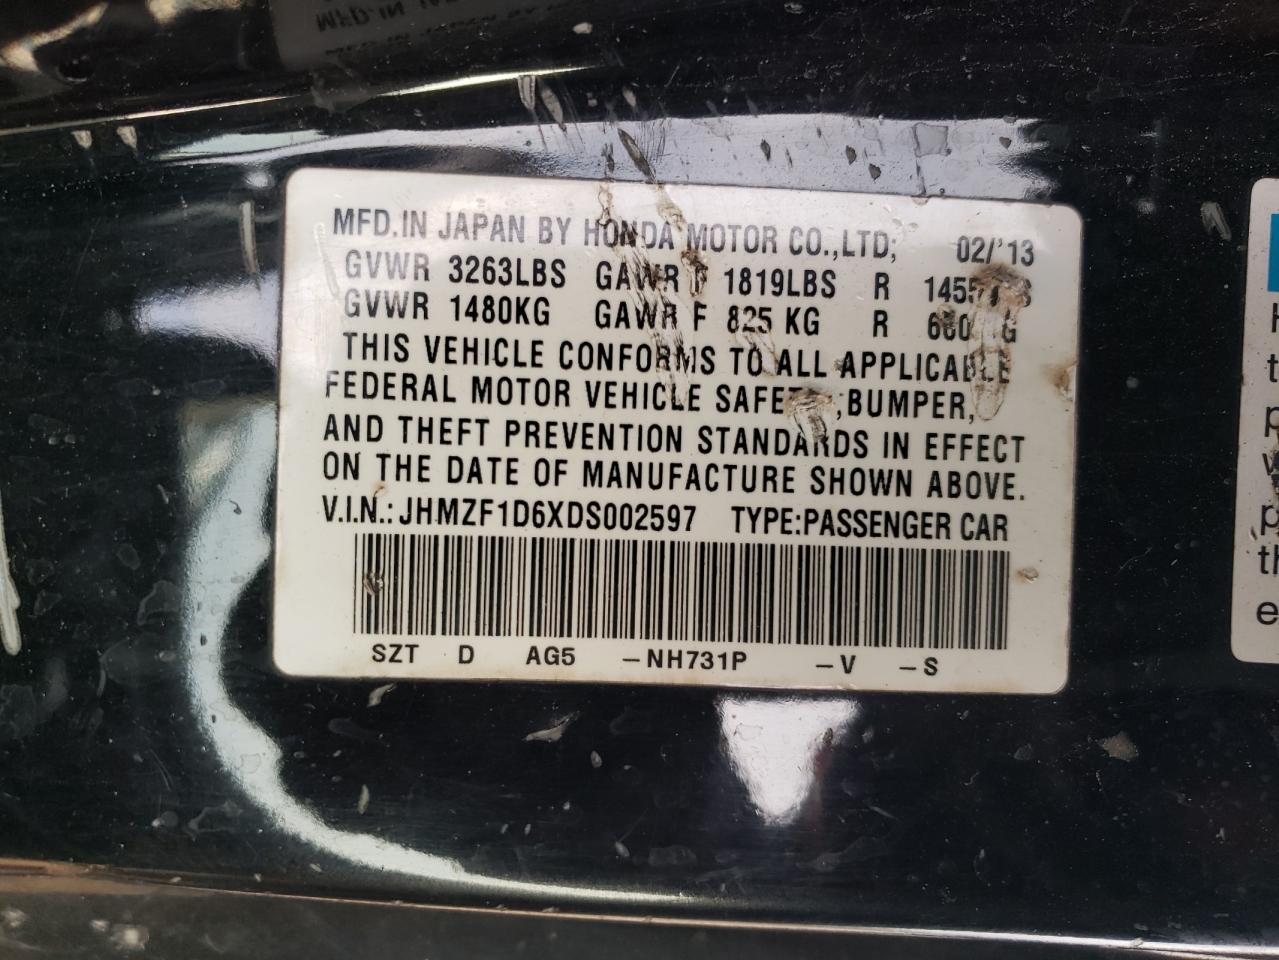 MFD.IN JAPAN BY HONDA MOTOR CO.,LTD; 02/'13
GVWR 3263LBS GAWR F 1819LBS R
GVWR 1480KG GAWR F 825 KG R
THIS VEHICLE CONFORMS TO ALL APPLICABLE
FEDERAL MOTOR VEHICLE SAFETY ,BUMPER,
AND THEFT PREVENTION STANDARDS IN EFFECT
ON THE DATE OF MANUFACTURE SHOWN ABOVE.
V.I.N.: JHMZF1D6XDS002597 TYPE:PASSENGER CAR
SZT D AG5 -NH731P -V -S